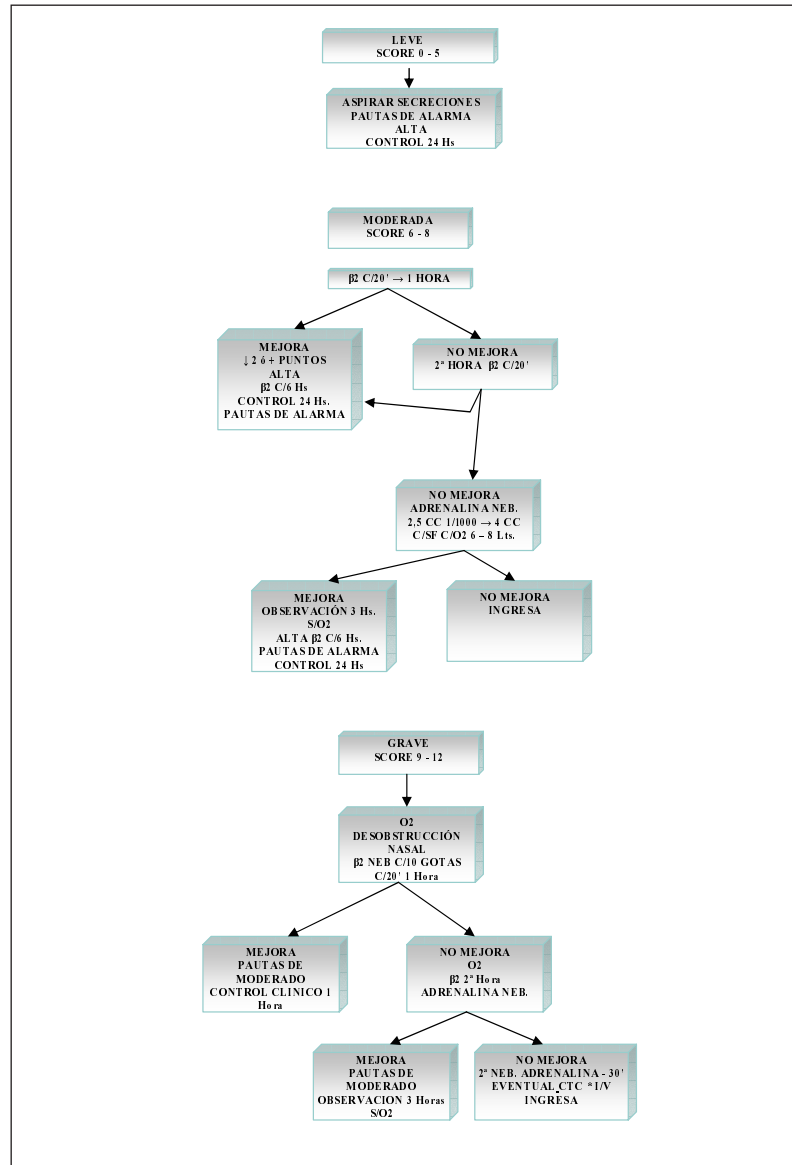 LEVE
SCORE 0 - 5
ASPIRAR SECRECIONES
PAUTAS DE ALARMA
ALTA
CONTROL 24 Hs
MODERADA
SCORE 6 - 8
β2 C/20' → 1 HORA
MEJORA
↓ 2 ó + PUNTOS
ALTA
β2 C/6 Hs
CONTROL 24 Hs.
PAUTAS DE ALARMA
NO MEJORA
2ª HORA β2 C/20'
NO MEJORA
ADRENALINA NEB.
2,5 CC 1/1000 → 4 CC
C/SF C/O2 6 – 8 Lts.
MEJORA
OBSERVACIÓN 3 Hs.
S/O2
ALTA β2 C/6 Hs.
PAUTAS DE ALARMA
CONTROL 24 Hs
NO MEJORA
INGRESA
GRAVE
SCORE 9 - 12
O2
DESOBSTRUCCIÓN
NASAL
β2 NEB C/10 GOTAS
C/20' 1 Hora
MEJORA
PAUTAS DE
MODERADO
CONTROL CLINICO 1
Hora
NO MEJORA
O2
β2 2ª Hora
ADRENALINA NEB.
MEJORA
PAUTAS DE
MODERADO
OBSERVACION 3 Horas
S/O2
NO MEJORA
2ª NEB. ADRENALINA - 30'
EVENTUAL CTC * I/V
INGRESA